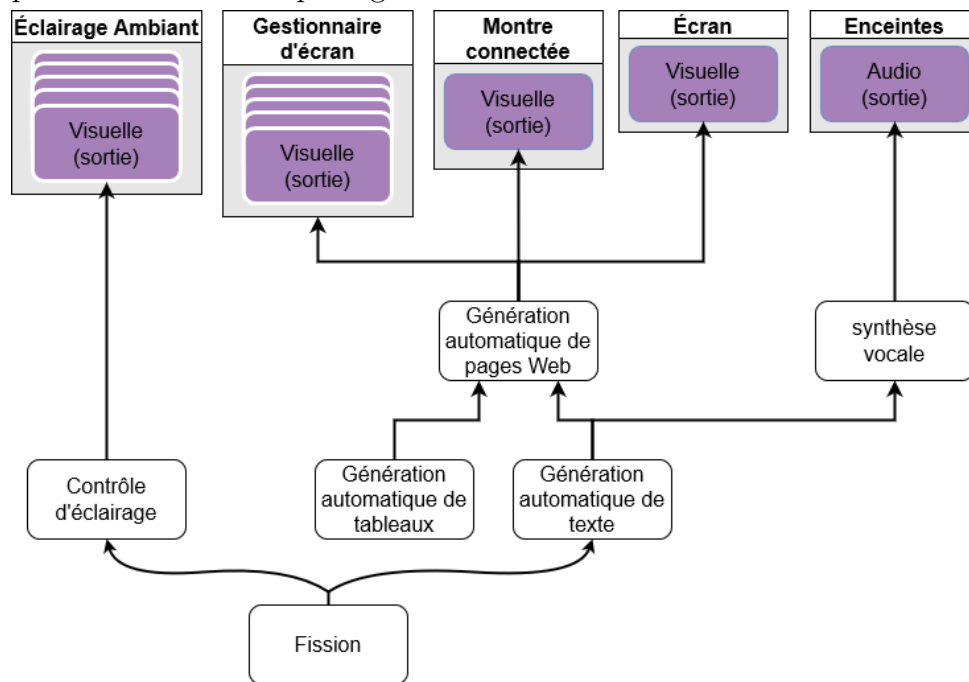 Éclairage Ambiant
Gestionnaire
d'écran
Montre
connectée
Écran
Enceintes
Visuelle
(sortie)
Visuelle
(sortie)
Visuelle
(sortie)
Visuelle
(sortie)
Audio
(sortie)
Génération
automatique de
pages Web
synthèse
vocale
Contrôle
d'éclairage
Génération
automatique de
tableaux
Génération
automatique de
texte
Fission